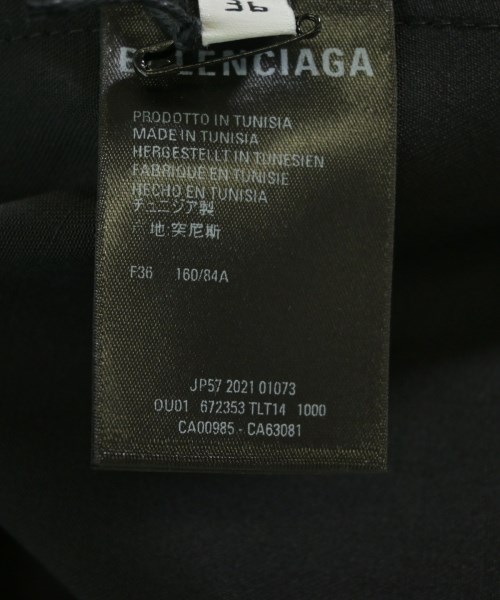 36
BALENCIAGA
PRODOTTO IN TUNISIA
MADE IN TUNISIA
HERGESTELLT IN TUNESIEN
FABRIQUE EN TUNISIE
HECHO EN TUNISIA
チュニジア製
产地:突尼斯
F36 160/84A
JP57 2021 01073
OU01 672353 TLT14 1000
CA00985 - CA63081